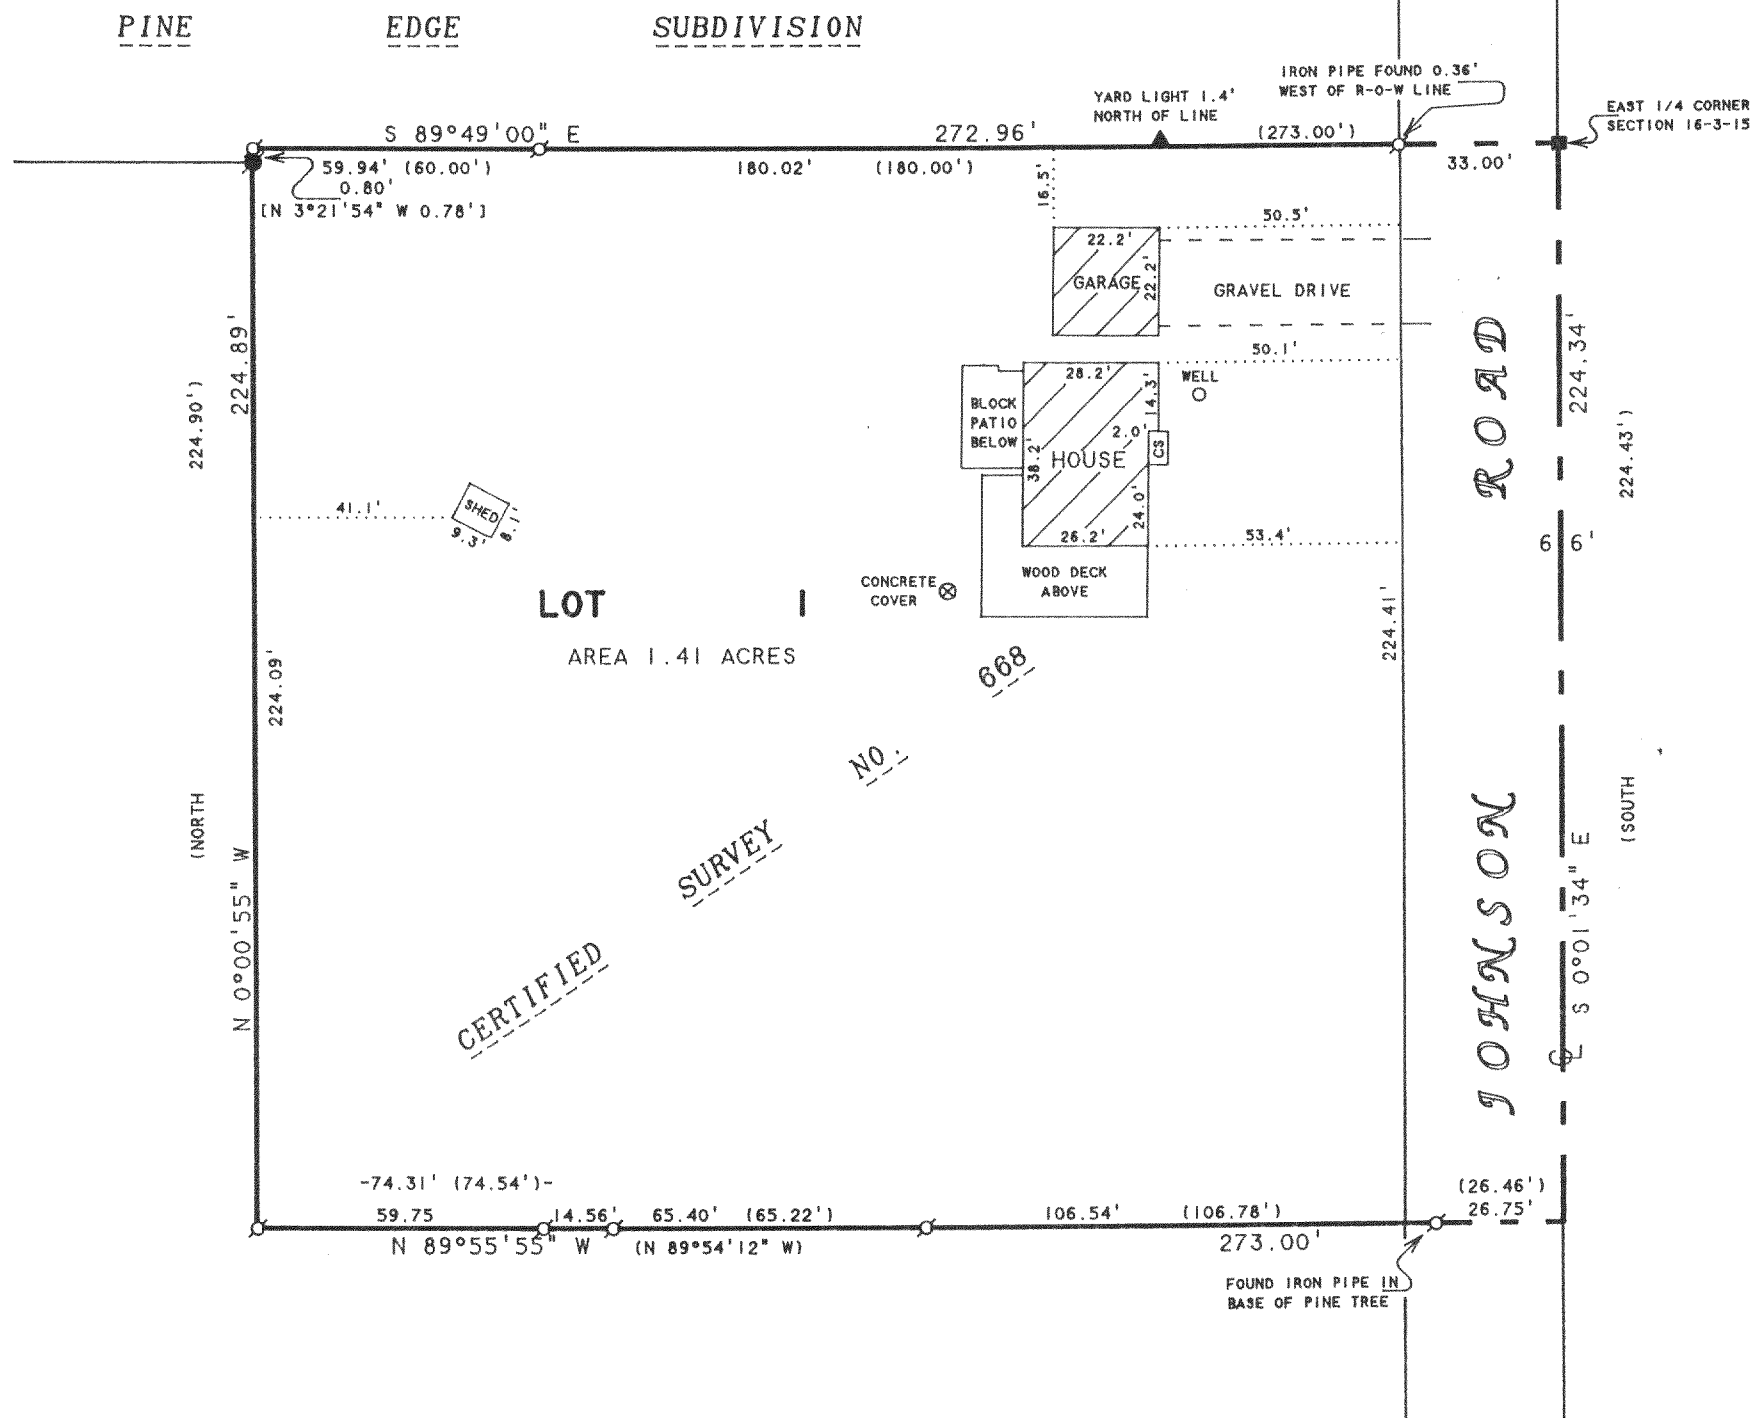 PINE EDGE SUBDIVISION
IRON PIPE FOUND 0.36'
WEST OF R-O-W LINE
YARD LIGHT 1.4'
NORTH OF LINE
EAST 1/4 CORNER
SECTION 16-3-15
S 89°49'00" E
272.96'
(273.00')
33.00'
59.94' (60.00')
180.02' (180.00')
0.80'
[N 3°21'54" W 0.78']
16.5'
50.5'
22.2'
GARAGE
22.2'
GRAVEL DRIVE
50.1'
28.2'
14.3'
WELL
BLOCK
PATIO
BELOW
2.0'
CS
HOUSE
38.2'
24.0'
26.2'
53.4'
WOOD DECK
ABOVE
CONCRETE
COVER
41.1'
SHED
9.3'
8.1'
LOT 1
AREA 1.41 ACRES
224.89'
N 0°00'55" W
(NORTH 224.90')
224.09'
CERTIFIED SURVEY NO. 668
224.41'
JOHNSON ROAD
66'
224.34'
S 0°01'34" E
(SOUTH 224.43')
CL
-74.31' (74.54')-
59.75
14.56'
65.40' (65.22')
106.54' (106.78')
(26.46')
26.75'
N 89°55'55" W
(N 89°54'12" W)
273.00'
FOUND IRON PIPE IN
BASE OF PINE TREE